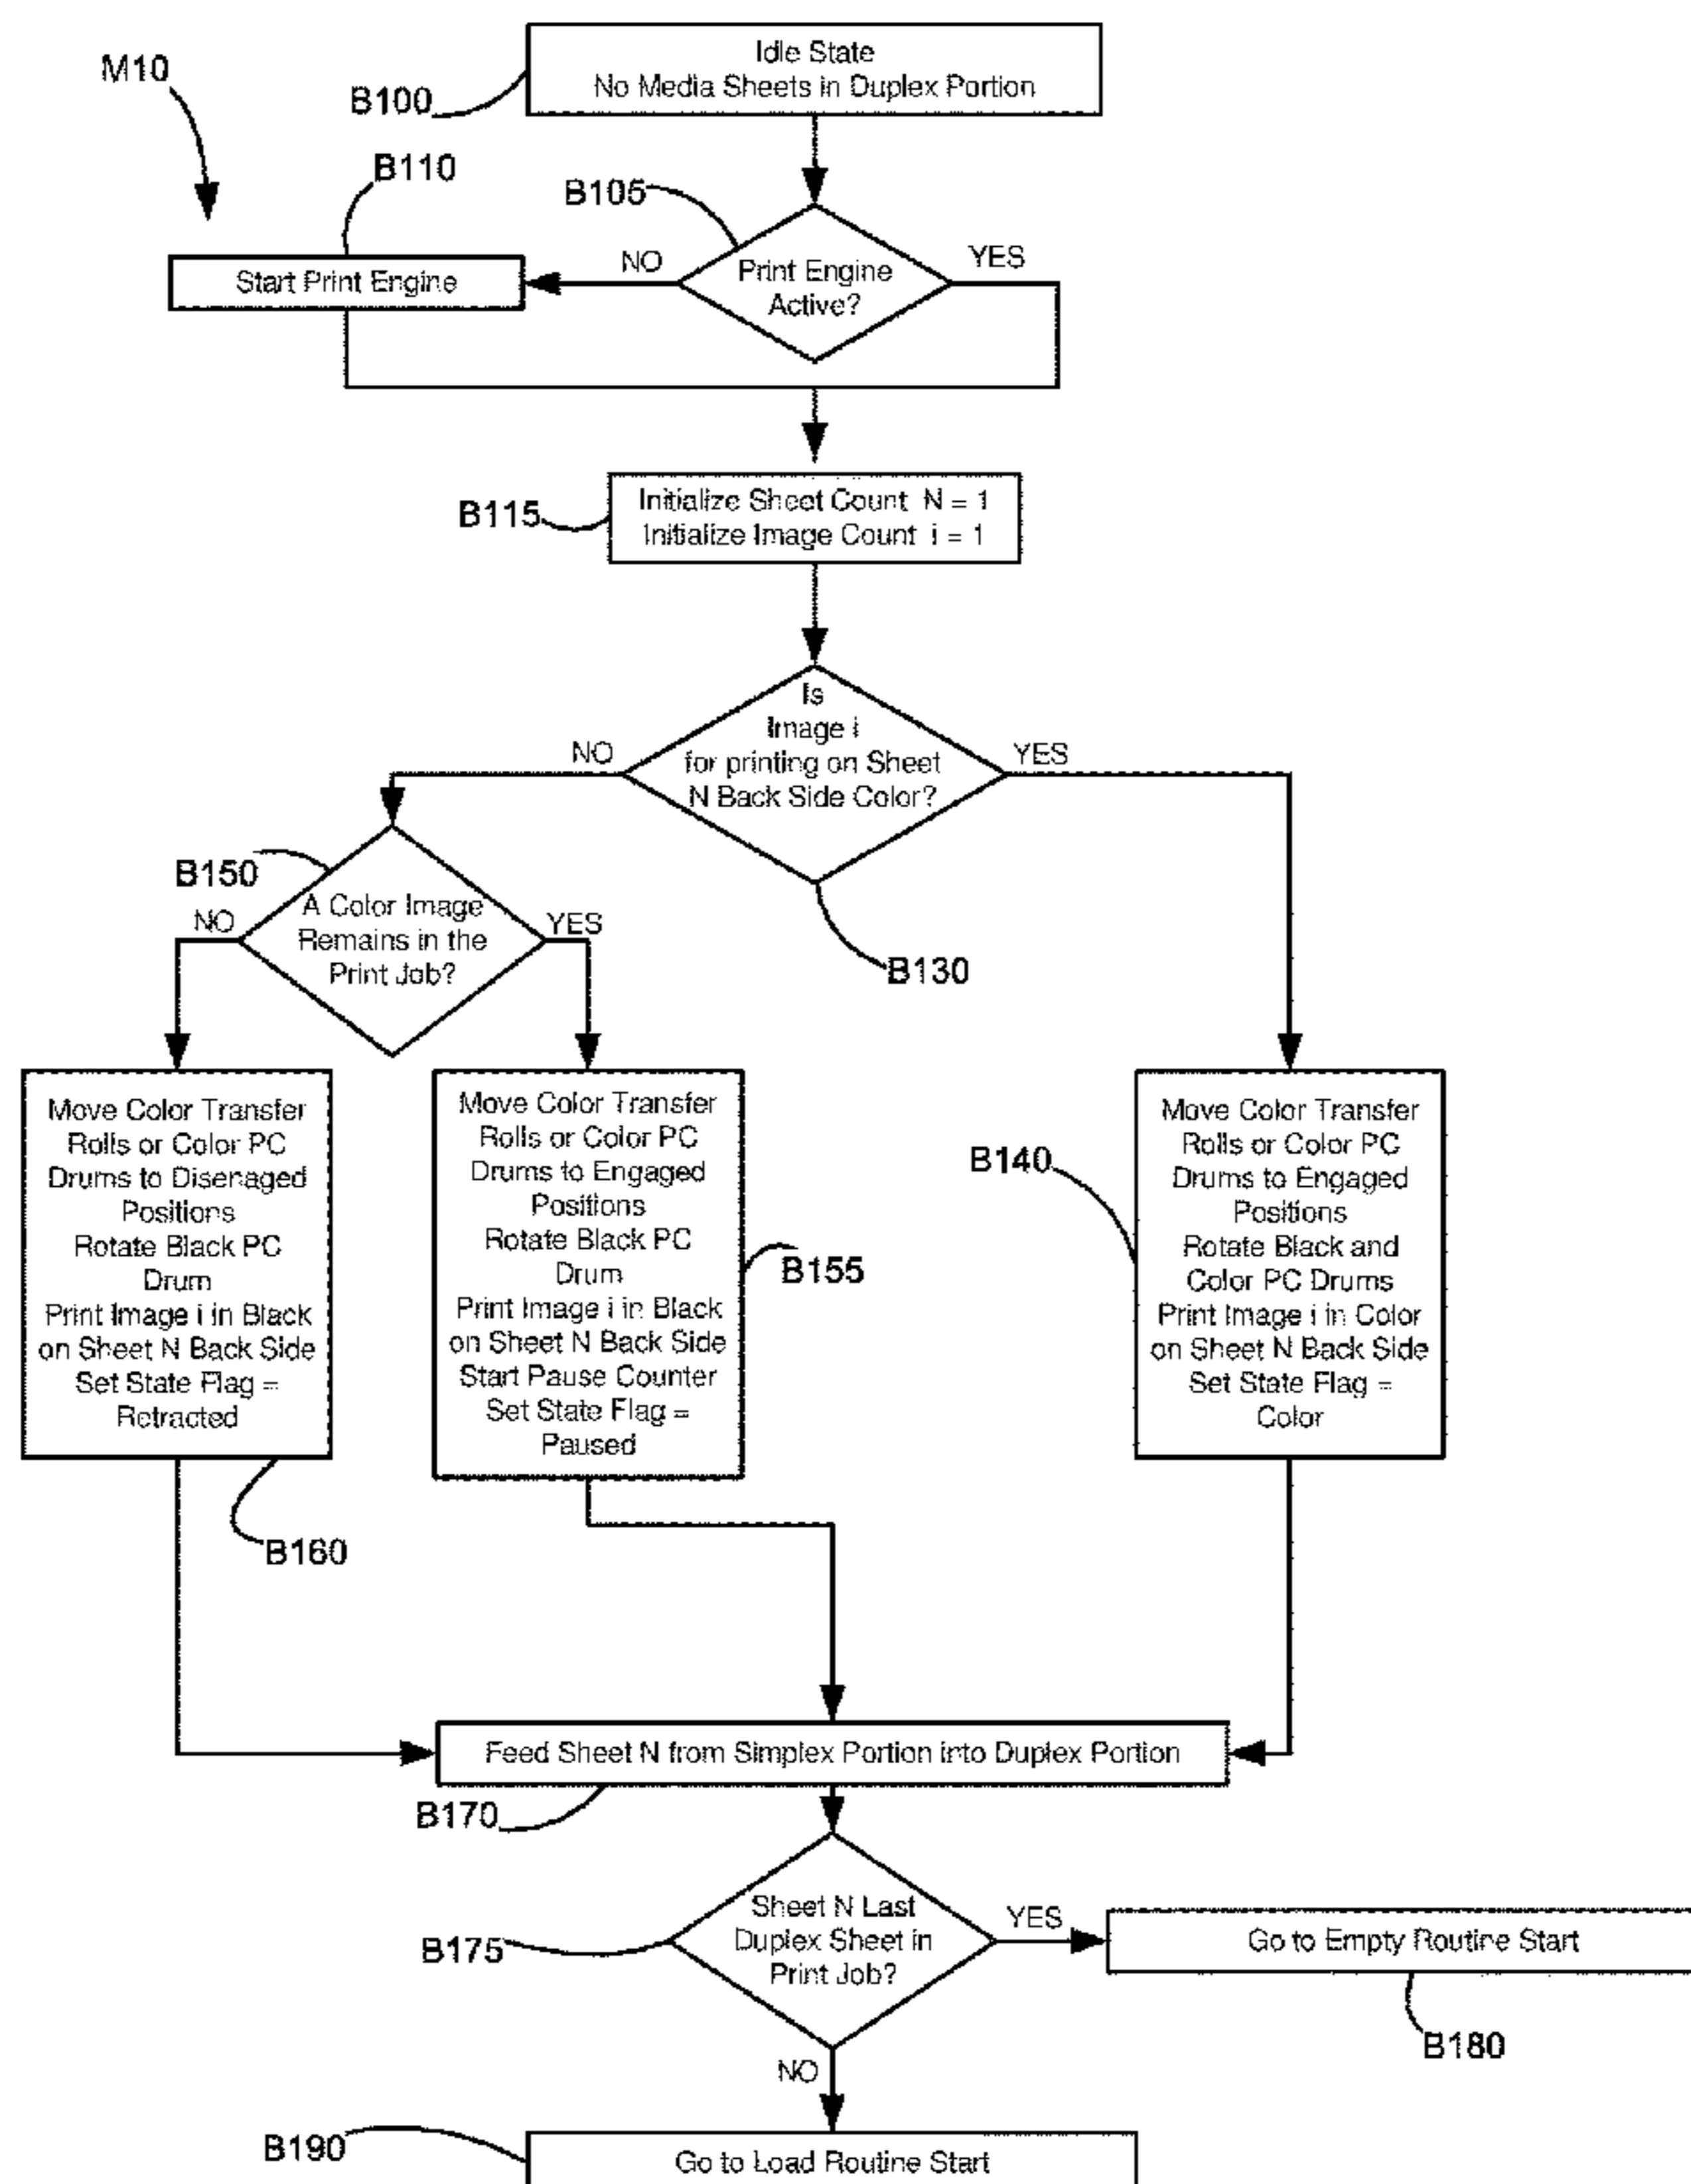 Idle State
No Media Sheets in Duplex Portion
M10
B100
B110
B105
Start Print Engine
NO
Print Engine
Active?
YES
B115
Initialize Sheet Count N = 1
Initialize Image Count i = 1
Is
Image i
for printing on Sheet
N Back Side Color?
NO
YES
B130
B150
A Color Image
Remains in the
Print Job?
NO
YES
Move Color Transfer
Rolls or Color PC
Drums to Disenaged
Positions
Rotate Black PC
Drum
Print Image i in Black
on Sheet N Back Side
Set State Flag =
Retracted
B160
Move Color Transfer
Rolls or Color PC
Drums to Engaged
Positions
Rotate Black PC
Drum
Print Image i in Black
on Sheet N Back Side
Start Pause Counter
Set State Flag =
Paused
B155
B140
Move Color Transfer
Rolls or Color PC
Drums to Engaged
Positions
Rotate Black and
Color PC Drums
Print Image i in Color
on Sheet N Back Side
Set State Flag =
Color
Feed Sheet N from Simplex Portion into Duplex Portion
B170
B175
Sheet N Last
Duplex Sheet in
Print Job?
YES
Go to Empty Routine Start
B180
NO
B190
Go to Load Routine Start